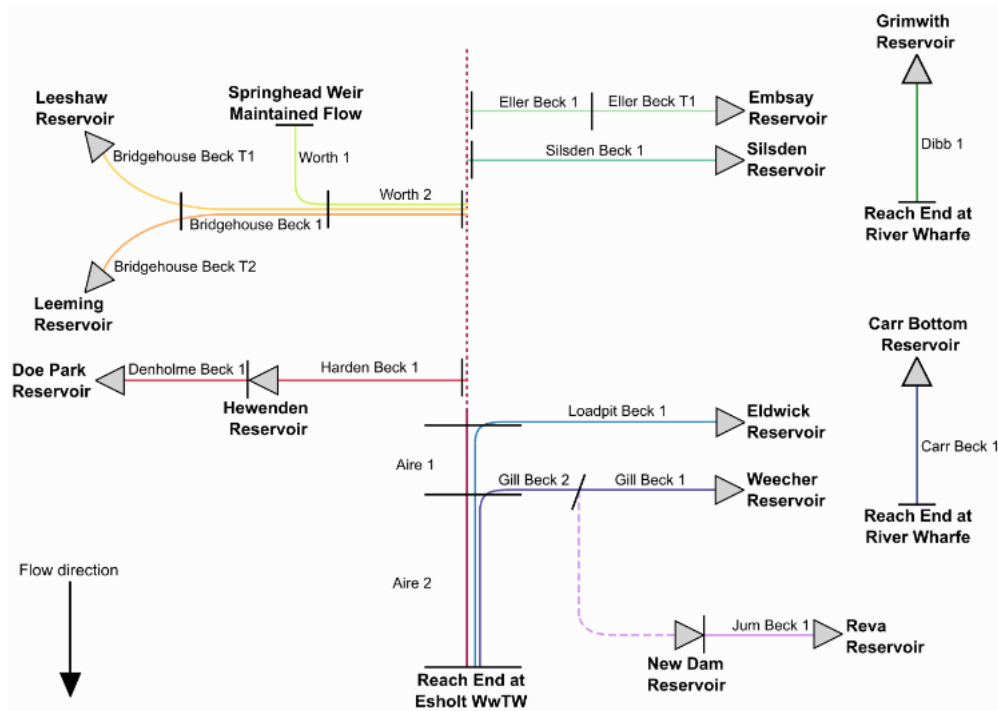 Grimwith
Reservoir
Leeshaw
Reservoir
Springhead Weir
Maintained Flow
Eller Beck 1
Eller Beck T1
Embsay
Reservoir
Bridgehouse Beck T1
Worth 1
Silsden Beck 1
Silsden
Reservoir
Dibb 1
Worth 2
Bridgehouse Beck 1
Reach End at
River Wharfe
Bridgehouse Beck T2
Leeming
Reservoir
Carr Bottom
Reservoir
Doe Park
Reservoir
Denholme Beck 1
Harden Beck 1
Hewenden
Reservoir
Loadpit Beck 1
Eldwick
Reservoir
Carr Beck 1
Aire 1
Gill Beck 2
Gill Beck 1
Weecher
Reservoir
Reach End at
River Wharfe
Flow direction
Aire 2
Jum Beck 1
Reva
Reservoir
New Dam
Reservoir
Reach End at
Esholt WwTW